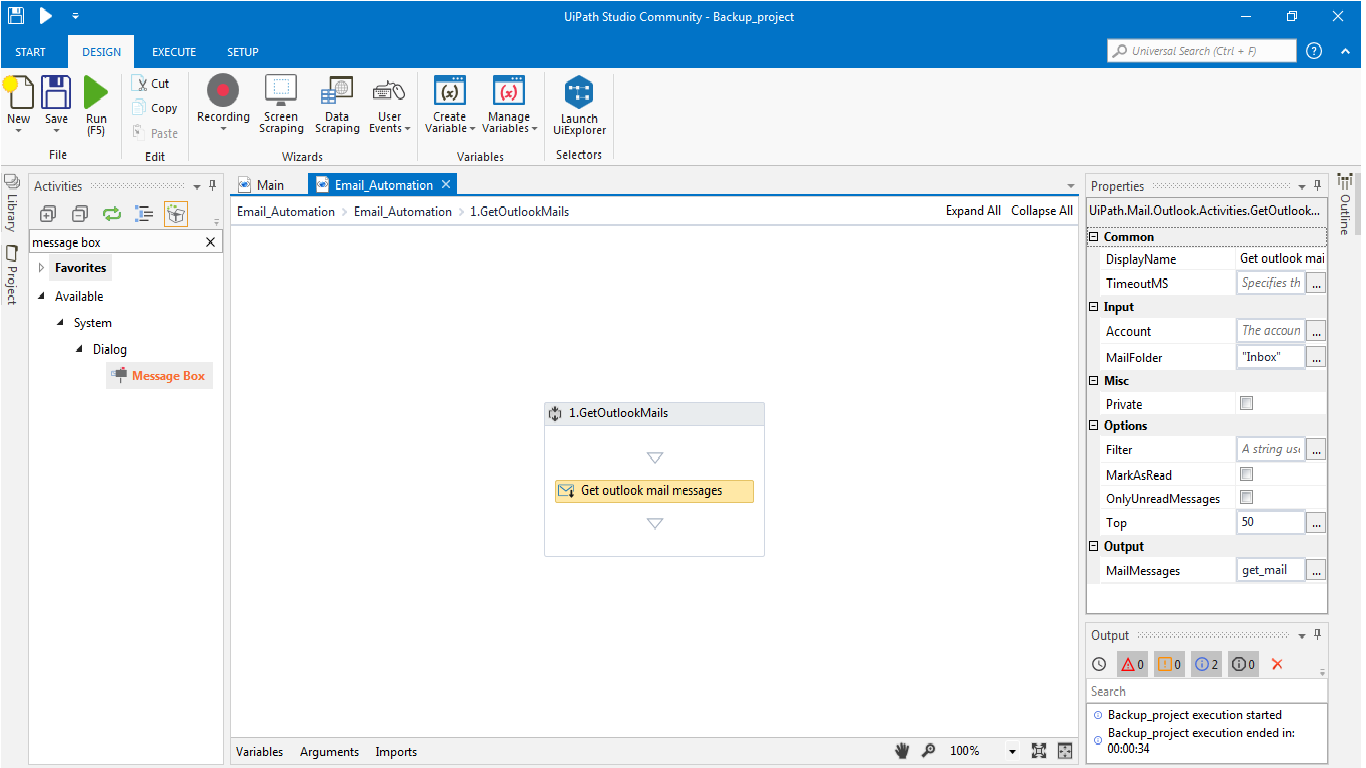 UiPath Studio Community - Backup_project
START DESIGN EXECUTE SETUP
Universal Search (Ctrl + F)
New
Save
Run
(F5)
File
Cut
Copy
Paste
Edit
Recording
Screen
Scraping
Data
Scraping
User
Events
Wizards
Create
Variable
Manage
Variables
Variables
Launch
UiExplorer
Selectors
Library
Project
Activities
message box
Favorites
Available
System
Dialog
Message Box
Main
Email_Automation
Email_Automation > Email_Automation > 1.GetOutlookMails
Expand All Collapse All
1.GetOutlookMails
Get outlook mail messages
Variables Arguments Imports
100%
Properties
UiPath.Mail.Outlook.Activities.GetOutlook...
Common
DisplayName Get outlook mai
TimeoutMS Specifies th ...
Input
Account The accoun ...
MailFolder "Inbox" ...
Misc
Private
Options
Filter A string use ...
MarkAsRead
OnlyUnreadMessages
Top 50 ...
Output
MailMessages get_mail ...
Outline
Output
0 0 2 0
Search
Backup_project execution started
Backup_project execution ended in:
00:00:34